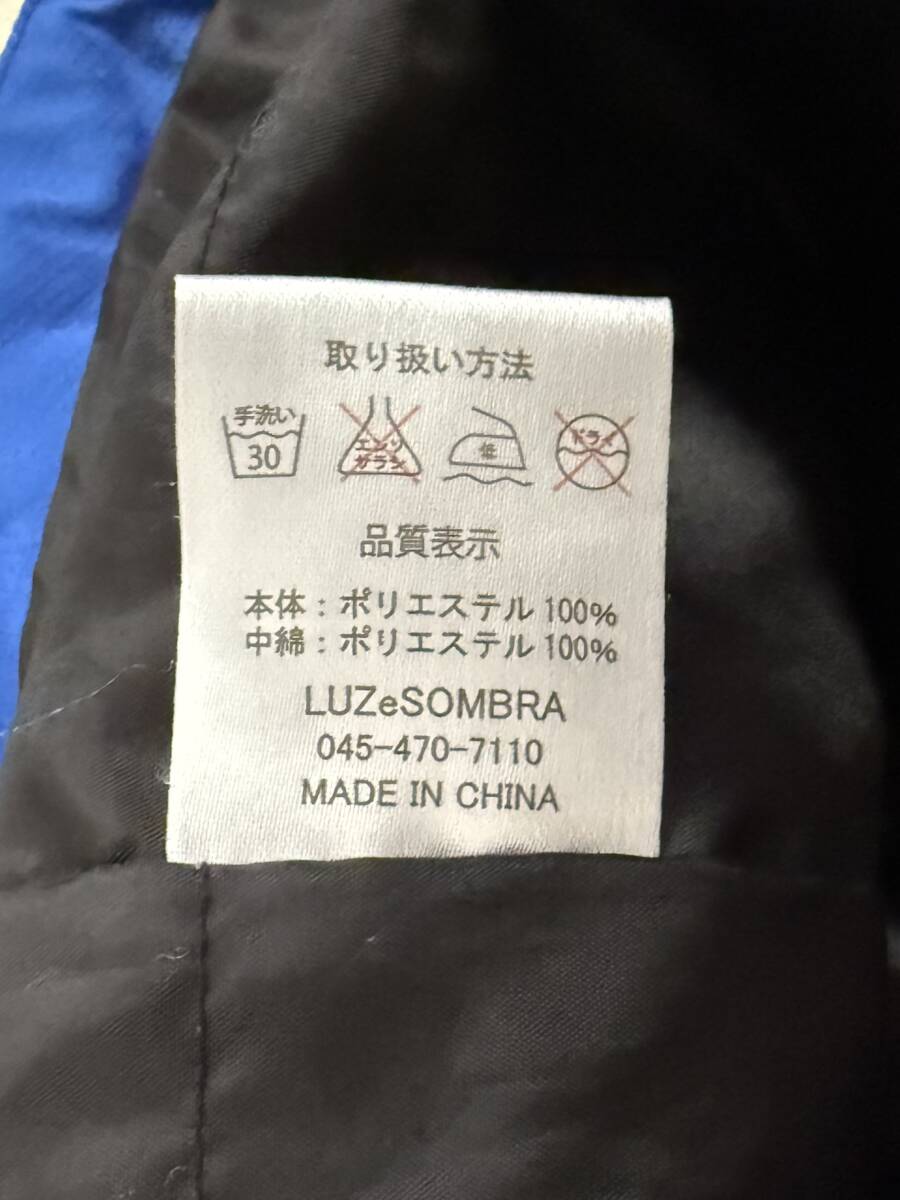 取り扱い方法
手洗い
30
エンソ
サラシ
低
ドライ
品質表示
本体：ポリエステル 100%
中綿：ポリエステル 100%
LUZeSOMBRA
045-470-7110
MADE IN CHINA